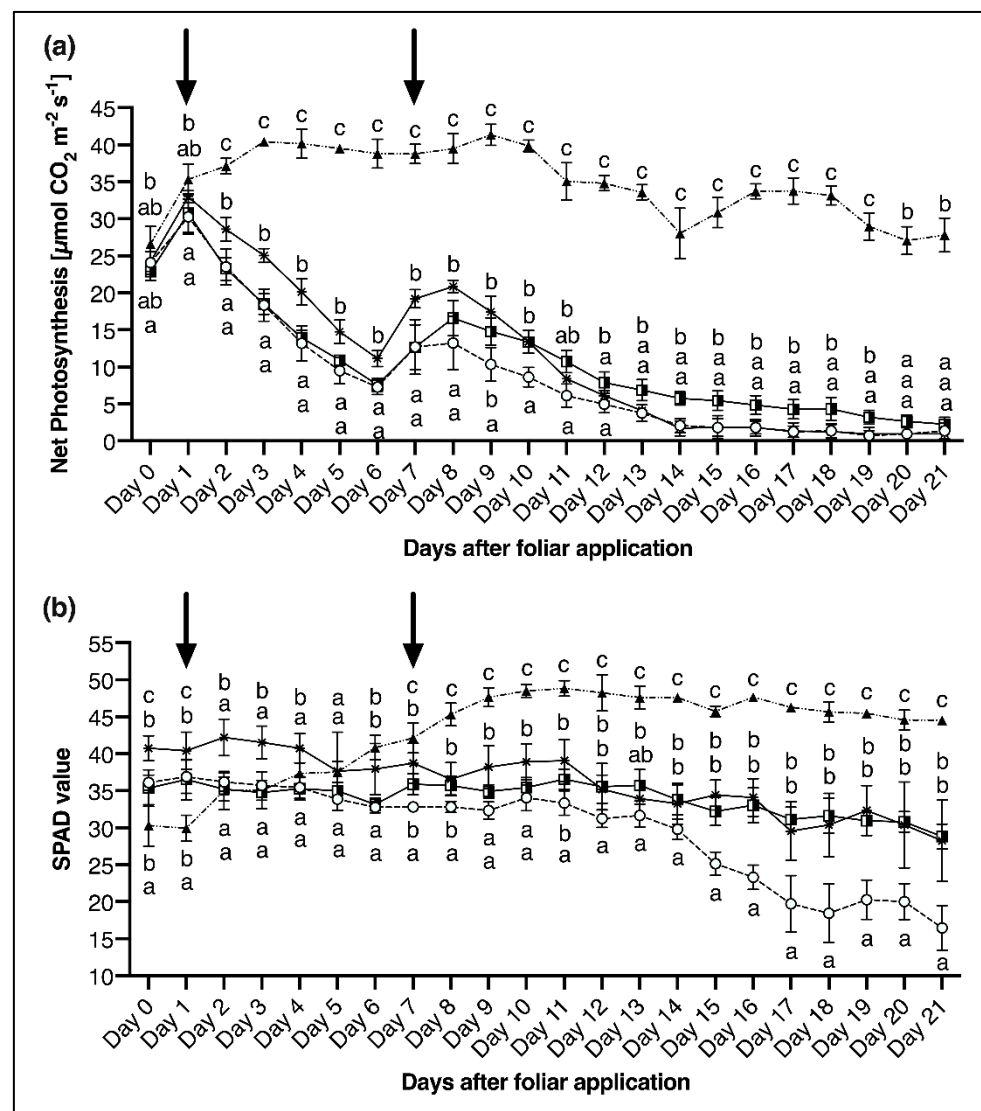 (a)
Net Photosynthesis [µmol CO2 m-2 s-1]
45
40
35
30
25
20
15
10
5
0
b b c c c c c c c c c c c c c c c c c c b b
ab ab
b b b b b b b b b b b b b b b b b b a a
b ab a a a a a a a a a a
a a a a a a a a a
ab a a a a a a a a a a a a
a a a a a a a a a b
Day 0 Day 1 Day 2 Day 3 Day 4 Day 5 Day 6 Day 7 Day 8 Day 9 Day 10 Day 11 Day 12 Day 13 Day 14 Day 15 Day 16 Day 17 Day 18 Day 19 Day 20 Day 21
Days after foliar application
(b)
SPAD value
55
50
45
40
35
30
25
20
15
10
c c b b b a b c c c c c c c c c c c c c c c
b b a a a a b b
b b b b b b b b b b b b b b
b ab b b b b b b b b
b b a a a a a b b a a b a a a a a a a a a a
a a a a a a a a a a a a
Day 0 Day 1 Day 2 Day 3 Day 4 Day 5 Day 6 Day 7 Day 8 Day 9 Day 10 Day 11 Day 12 Day 13 Day 14 Day 15 Day 16 Day 17 Day 18 Day 19 Day 20 Day 21
Days after foliar application